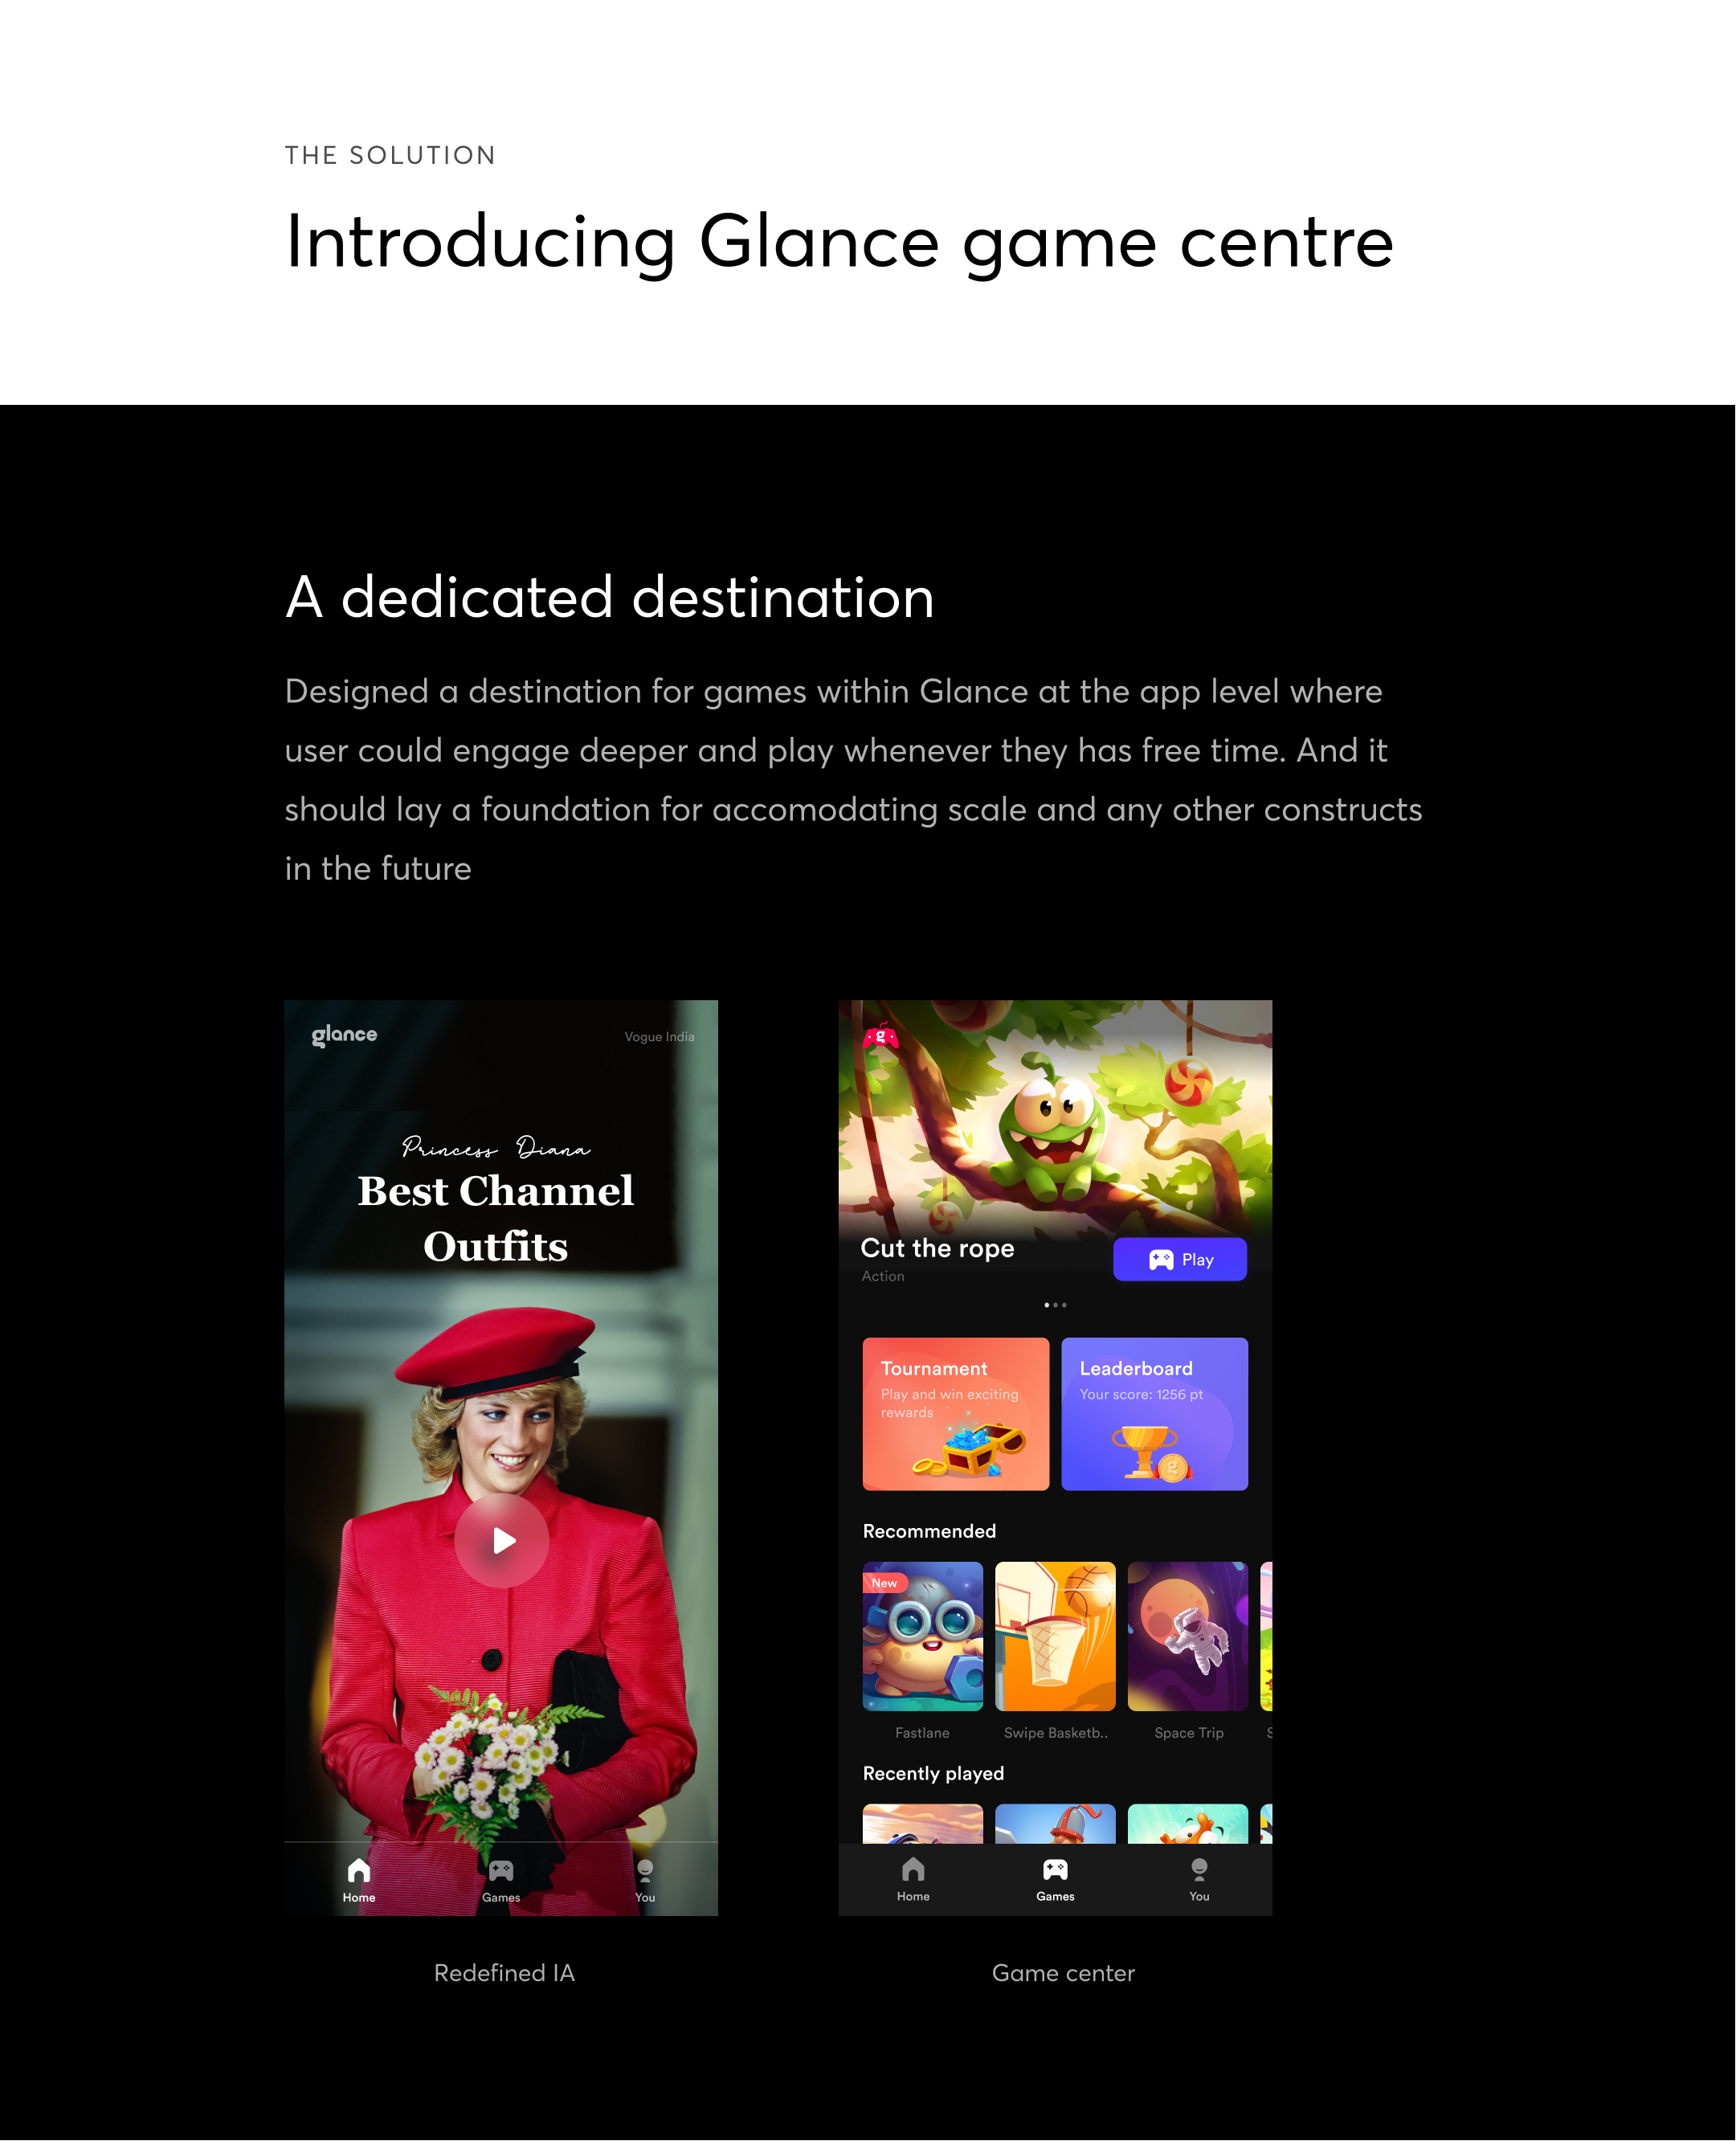 THE SOLUTION
Introducing Glance game centre
A dedicated destination
Designed a destination for games within Glance at the app level where
user could engage deeper and play whenever they has free time. And it
should lay a foundation for accomodating scale and any other constructs
in the future
glance
Vogue India
Princess Diana
Best Channel
Outfits
Home
Games
You
Redefined IA
g
Cut the rope
Action
Play
Tournament
Play and win exciting
rewards
Leaderboard
Your score: 1256 pt
g
Recommended
New
Fastlane
Swipe Basketb..
Space Trip
S
Recently played
Home
Games
You
Game center